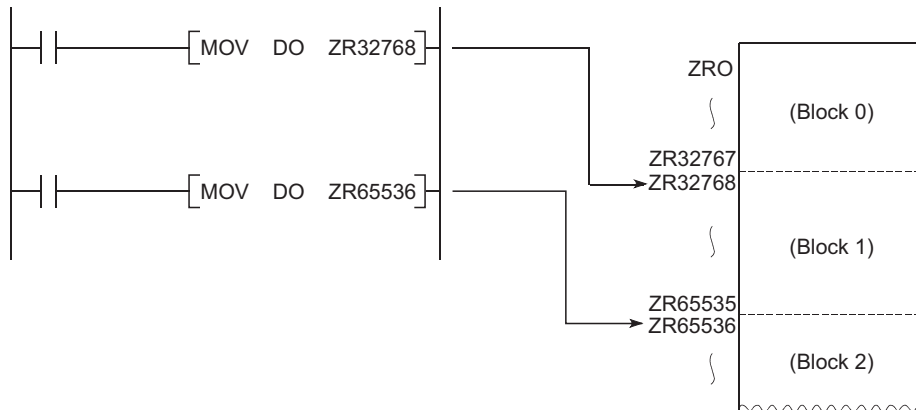 MOV DO ZR32768
MOV DO ZR65536
ZRO
(Block 0)
ZR32767
ZR32768
(Block 1)
ZR65535
ZR65536
(Block 2)